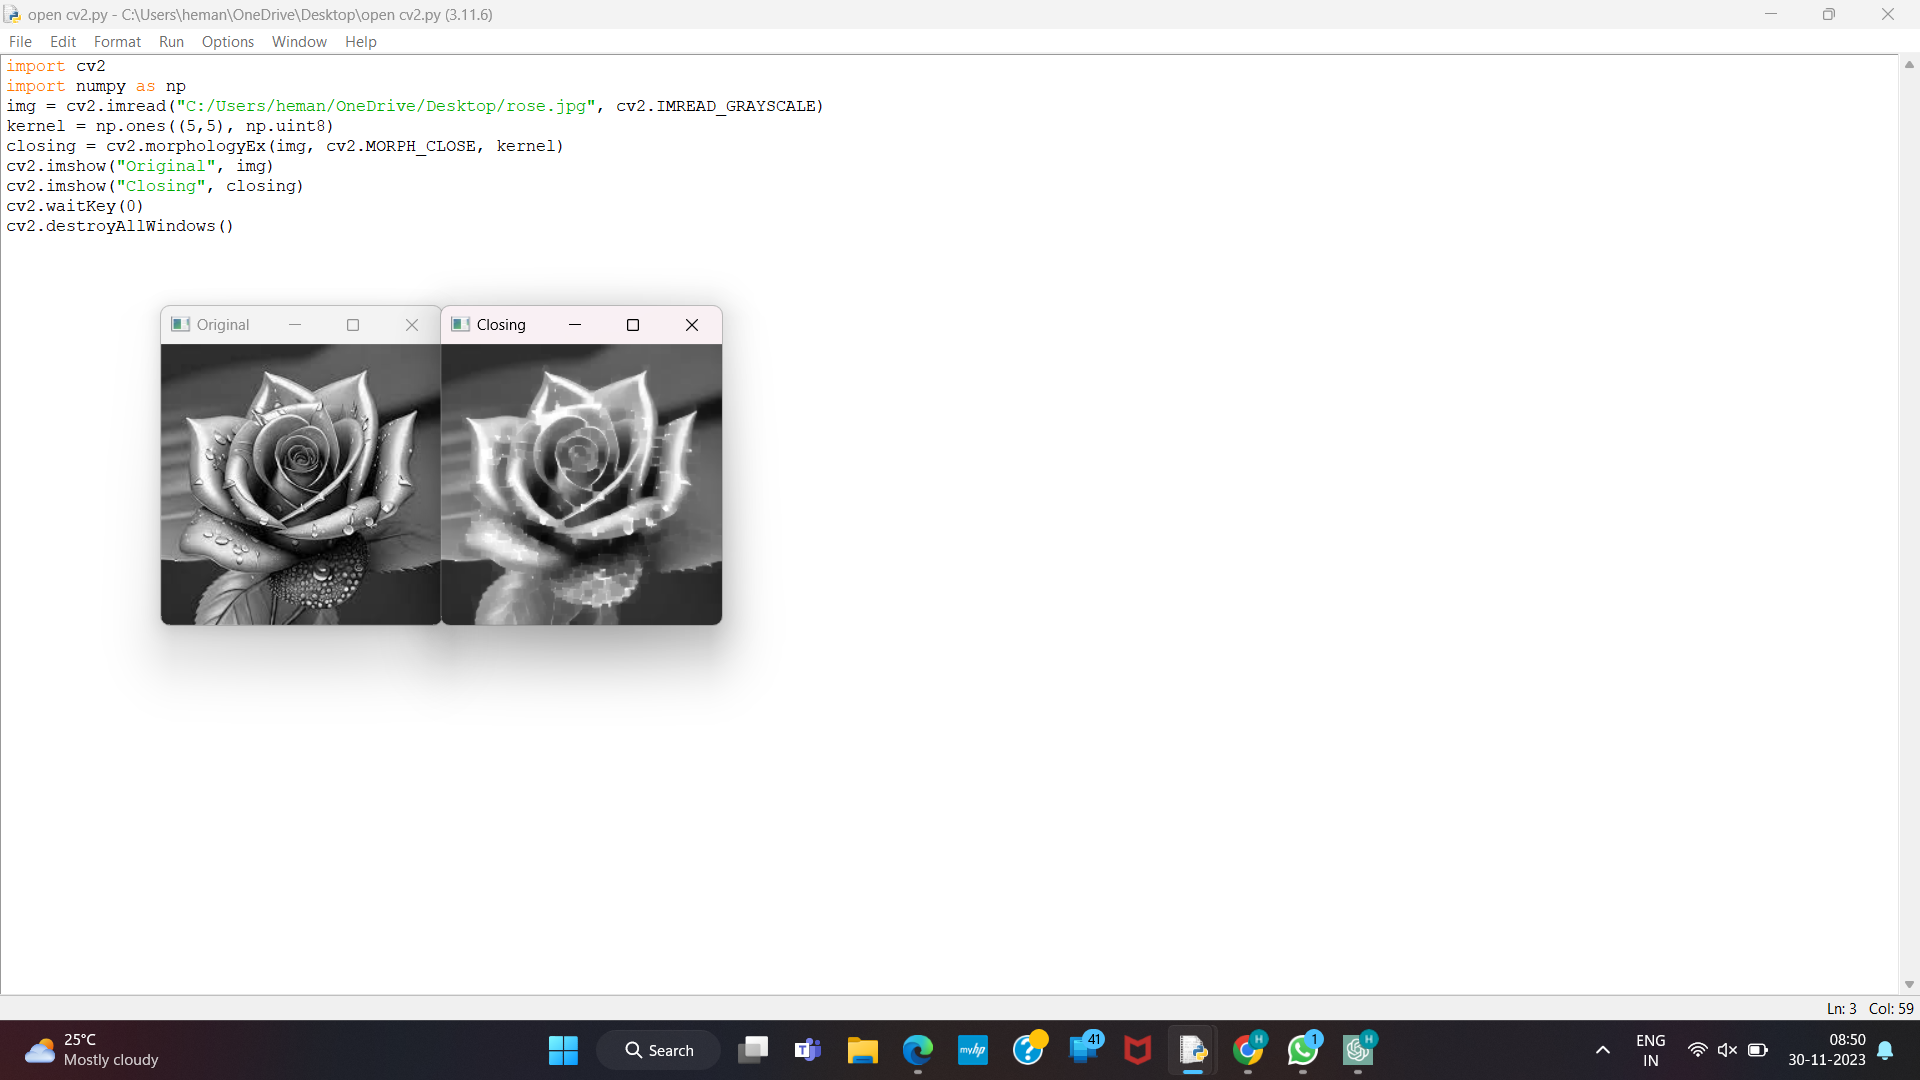 open cv2.py - C:\Users\heman\OneDrive\Desktop\open cv2.py (3.11.6)
File Edit Format Run Options Window Help
import cv2
import numpy as np
img = cv2.imread("C:/Users/heman/OneDrive/Desktop/rose.jpg", cv2.IMREAD_GRAYSCALE)
kernel = np.ones((5,5), np.uint8)
closing = cv2.morphologyEx(img, cv2.MORPH_CLOSE, kernel)
cv2.imshow("Original", img)
cv2.imshow("Closing", closing)
cv2.waitKey(0)
cv2.destroyAllWindows()
Original
Closing
Ln: 3 Col: 59
25°C
Mostly cloudy
Search
T
myhp
?
41
H
1
H
ENG
IN
08:50
30-11-2023